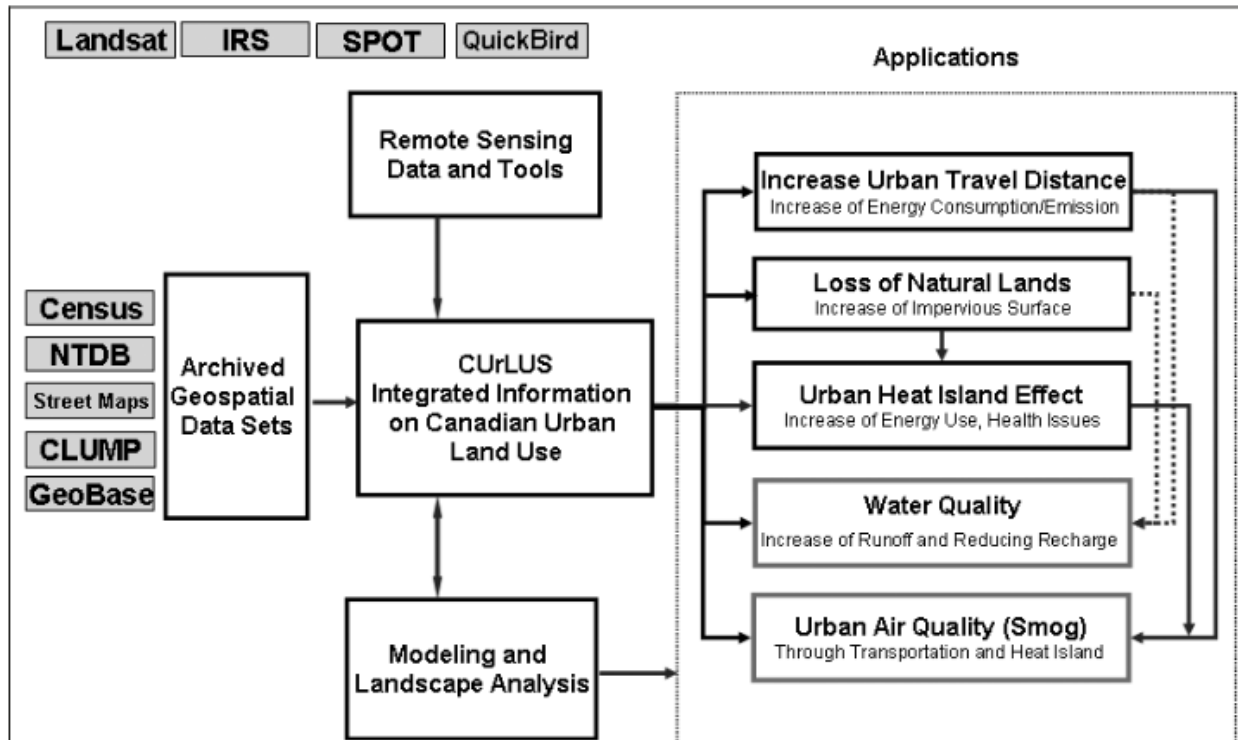 Landsat
IRS
SPOT
QuickBird
Applications
Remote Sensing
Data and Tools
Increase Urban Travel Distance
Increase of Energy Consumption/Emission
Loss of Natural Lands
Increase of Impervious Surface
Census
NTDB
Street Maps
CLUMP
GeoBase
Archived
Geospatial
Data Sets
CUrLUS
Integrated Information
on Canadian Urban
Land Use
Urban Heat Island Effect
Increase of Energy Use, Health Issues
Water Quality
Increase of Runoff and Reducing Recharge
Modeling and
Landscape Analysis
Urban Air Quality (Smog)
Through Transportation and Heat Island